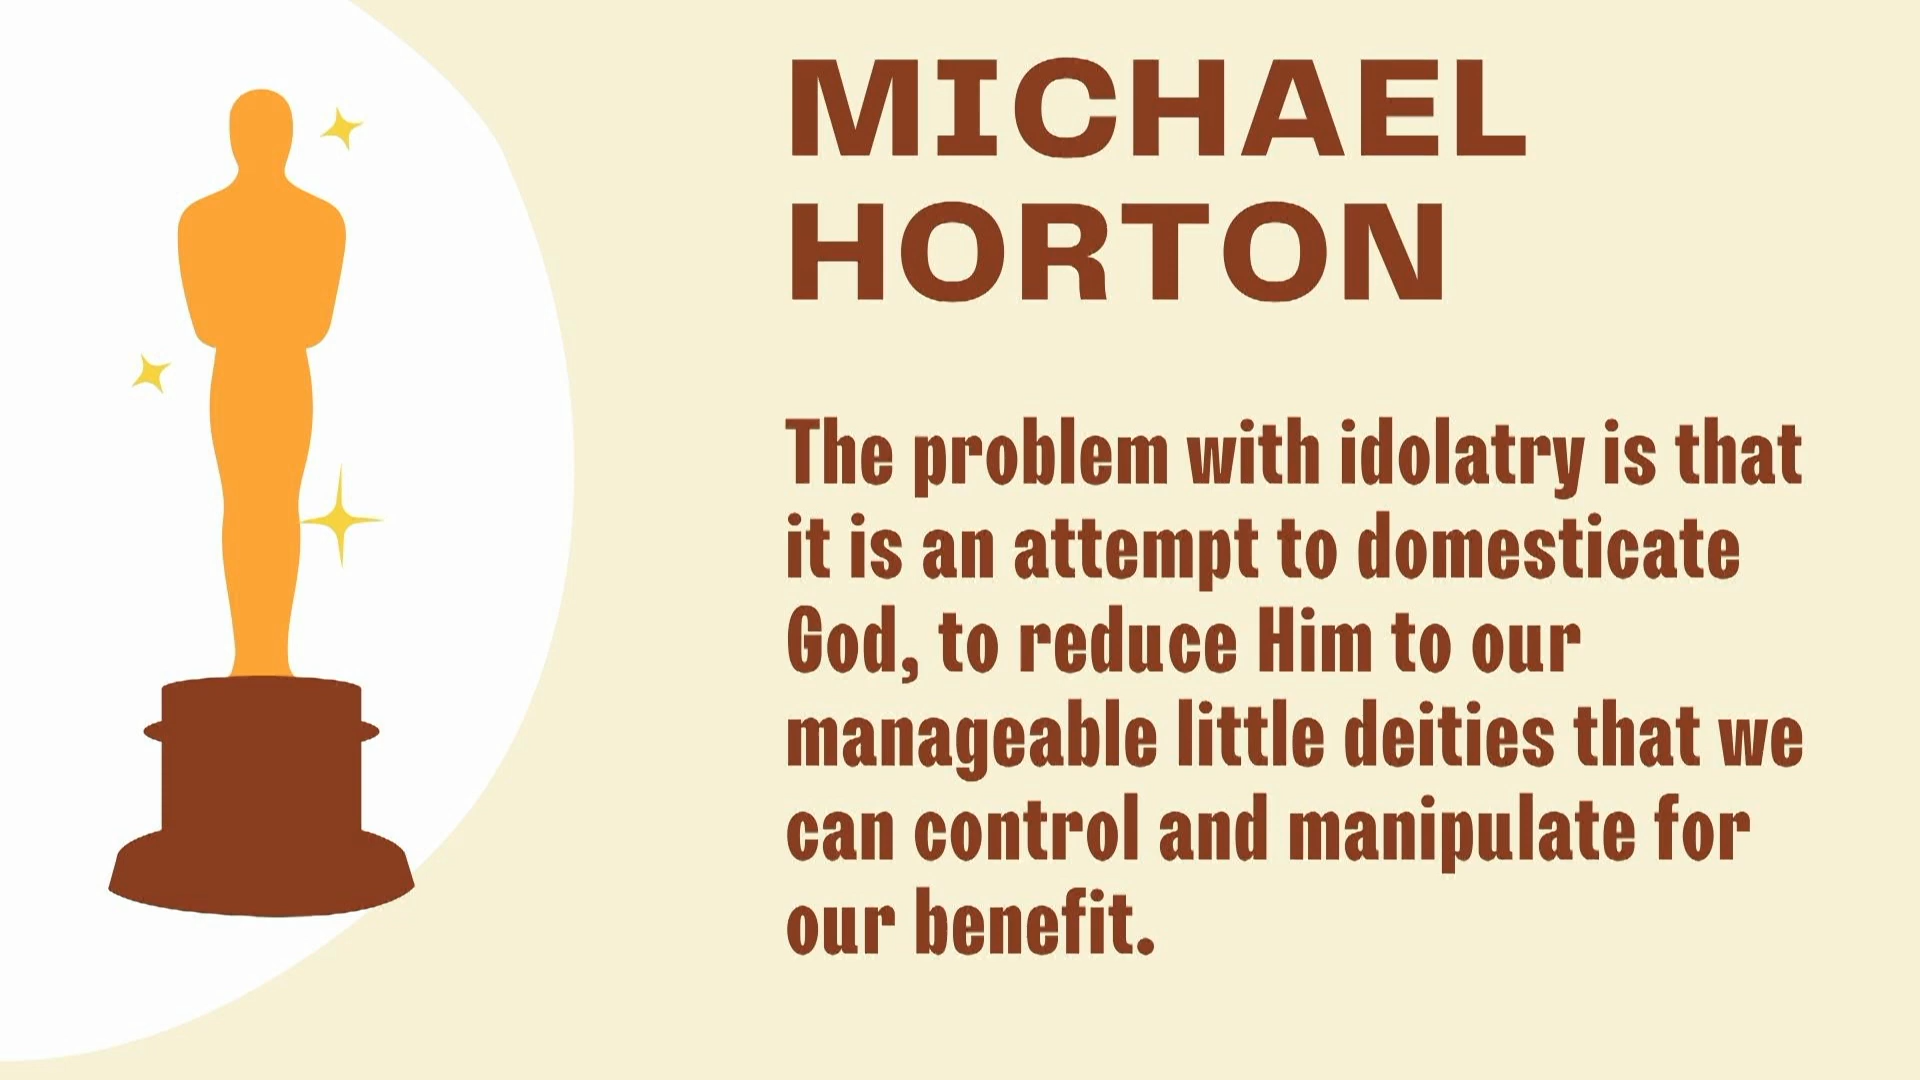 MICHAEL
HORTON
The problem with idolatry is that
it is an attempt to domesticate
God, to reduce Him to our
manageable little deities that we
can control and manipulate for
our benefit.